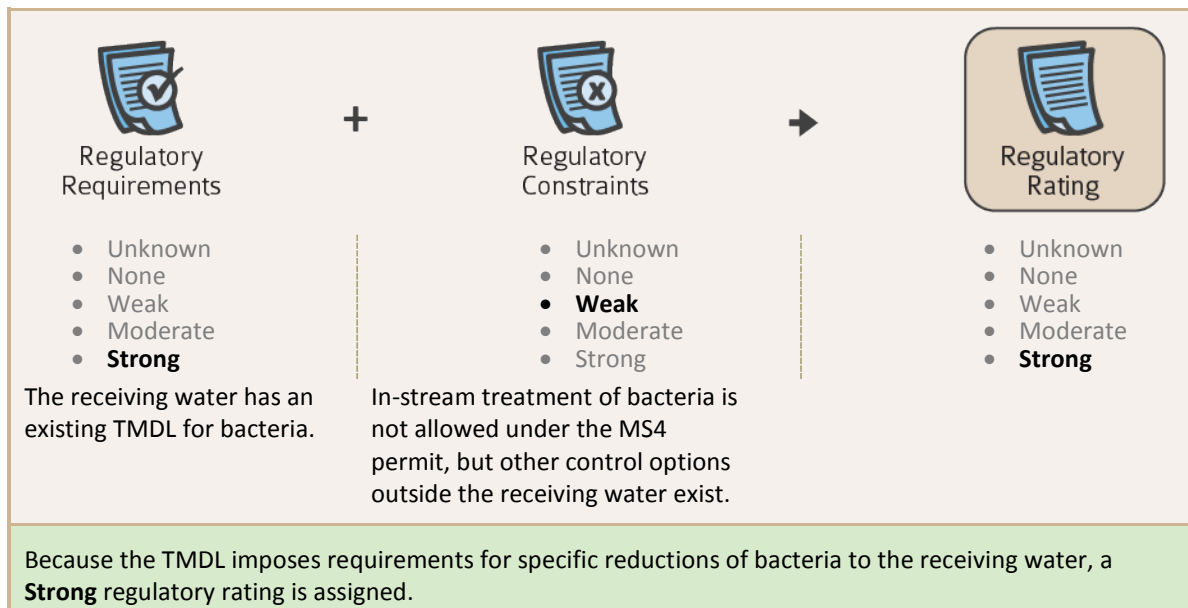 Regulatory
Requirements
+
Regulatory
Constraints
Regulatory
Rating
• Unknown
• None
• Weak
• Moderate
• Strong
The receiving water has an
existing TMDL for bacteria.
• Unknown
• None
• Weak
• Moderate
• Strong
In-stream treatment of bacteria is
not allowed under the MS4
permit, but other control options
outside the receiving water exist.
• Unknown
• None
• Weak
• Moderate
• Strong
Because the TMDL imposes requirements for specific reductions of bacteria to the receiving water, a
Strong regulatory rating is assigned.